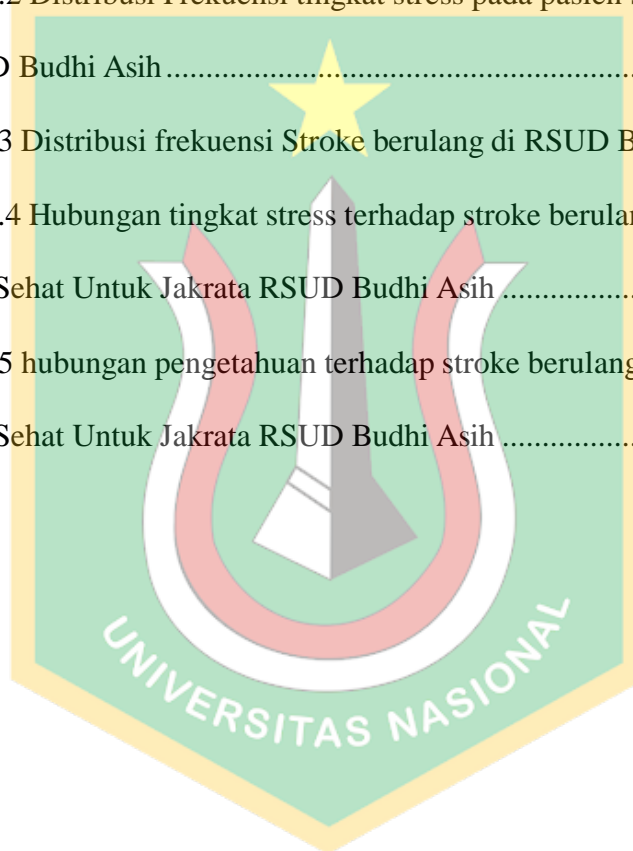 .2 Distribusi Frekuensi tingkat stress pada pasien
D Budhi Asih
3 Distribusi frekuensi Stroke berulang di RSUD B
.4 Hubungan tingkat stress terhadap stroke berulan
Sehat Untuk Jakrata RSUD Budhi Asih
5 hubungan pengetahuan terhadap stroke berulang
Sehat Untuk Jakrata RSUD Budhi Asih
UNIVERSITAS NASIONAL